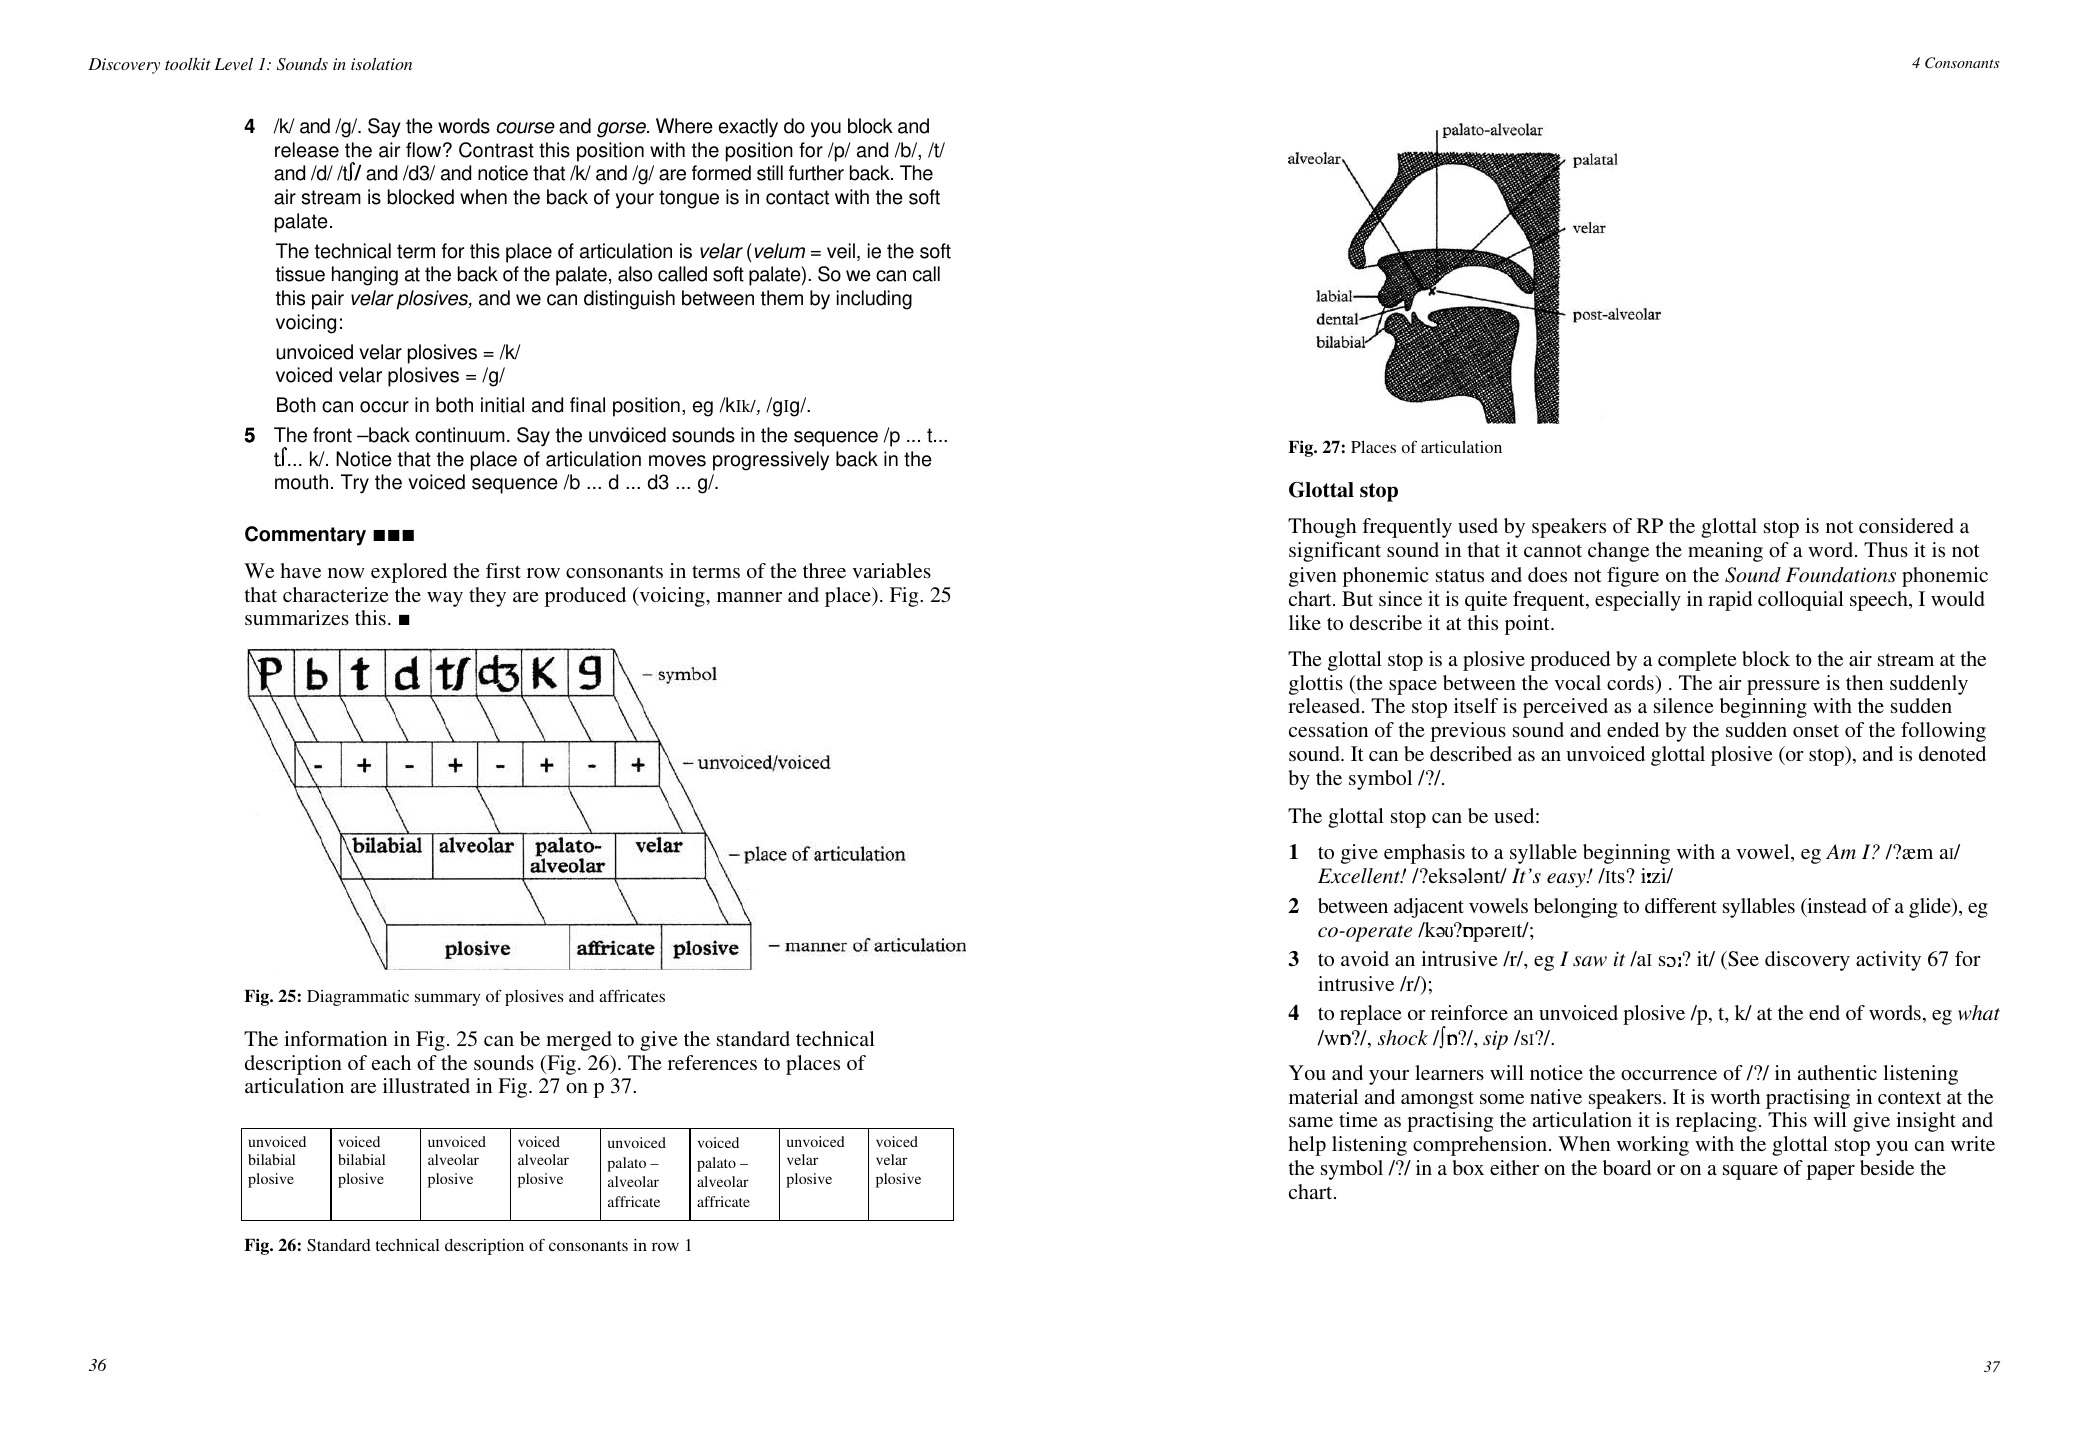 Discovery toolkit Level 1: Sounds in isolation
4 /k/ and /g/. Say the words course and gorse. Where exactly do you block and
release the air flow? Contrast this position with the position for /p/ and /b/, /t/
and /d/ /tʃ/ and /d3/ and notice that /k/ and /g/ are formed still further back. The
air stream is blocked when the back of your tongue is in contact with the soft
palate.
The technical term for this place of articulation is velar (velum = veil, ie the soft
tissue hanging at the back of the palate, also called soft palate). So we can call
this pair velar plosives, and we can distinguish between them by including
voicing:
unvoiced velar plosives = /k/
voiced velar plosives = /g/
Both can occur in both initial and final position, eg /kIk/, /gIg/.
5 The front –back continuum. Say the unvoiced sounds in the sequence /p ... t...
tʃ... k/. Notice that the place of articulation moves progressively back in the
mouth. Try the voiced sequence /b ... d ... d3 ... g/.
Commentary ■■■
We have now explored the first row consonants in terms of the three variables
that characterize the way they are produced (voicing, manner and place). Fig. 25
summarizes this. ■
P b t d tʃ dʒ K g – symbol
- + - + - + - + – unvoiced/voiced
bilabial alveolar palato-alveolar velar – place of articulation
plosive affricate plosive – manner of articulation
Fig. 25: Diagrammatic summary of plosives and affricates
The information in Fig. 25 can be merged to give the standard technical
description of each of the sounds (Fig. 26). The references to places of
articulation are illustrated in Fig. 27 on p 37.
unvoiced bilabial plosive
voiced bilabial plosive
unvoiced alveolar plosive
voiced alveolar plosive
unvoiced palato – alveolar affricate
voiced palato – alveolar affricate
unvoiced velar plosive
voiced velar plosive
Fig. 26: Standard technical description of consonants in row 1
36
4 Consonants
palato-alveolar
alveolar
palatal
velar
labial
dental
bilabial
post-alveolar
Fig. 27: Places of articulation
Glottal stop
Though frequently used by speakers of RP the glottal stop is not considered a
significant sound in that it cannot change the meaning of a word. Thus it is not
given phonemic status and does not figure on the Sound Foundations phonemic
chart. But since it is quite frequent, especially in rapid colloquial speech, I would
like to describe it at this point.
The glottal stop is a plosive produced by a complete block to the air stream at the
glottis (the space between the vocal cords) . The air pressure is then suddenly
released. The stop itself is perceived as a silence beginning with the sudden
cessation of the previous sound and ended by the sudden onset of the following
sound. It can be described as an unvoiced glottal plosive (or stop), and is denoted
by the symbol /?/.
The glottal stop can be used:
1 to give emphasis to a syllable beginning with a vowel, eg Am I? /?æm aɪ/
Excellent! /?eksələnt/ It's easy! /ɪts? iːzi/
2 between adjacent vowels belonging to different syllables (instead of a glide), eg
co-operate /kəʊ?ɒpəreɪt/;
3 to avoid an intrusive /r/, eg I saw it /aɪ sɔː? it/ (See discovery activity 67 for
intrusive /r/);
4 to replace or reinforce an unvoiced plosive /p, t, k/ at the end of words, eg what
/wɒ?/, shock /ʃɒ?/, sip /sɪ?/.
You and your learners will notice the occurrence of /?/ in authentic listening
material and amongst some native speakers. It is worth practising in context at the
same time as practising the articulation it is replacing. This will give insight and
help listening comprehension. When working with the glottal stop you can write
the symbol /?/ in a box either on the board or on a square of paper beside the
chart.
37